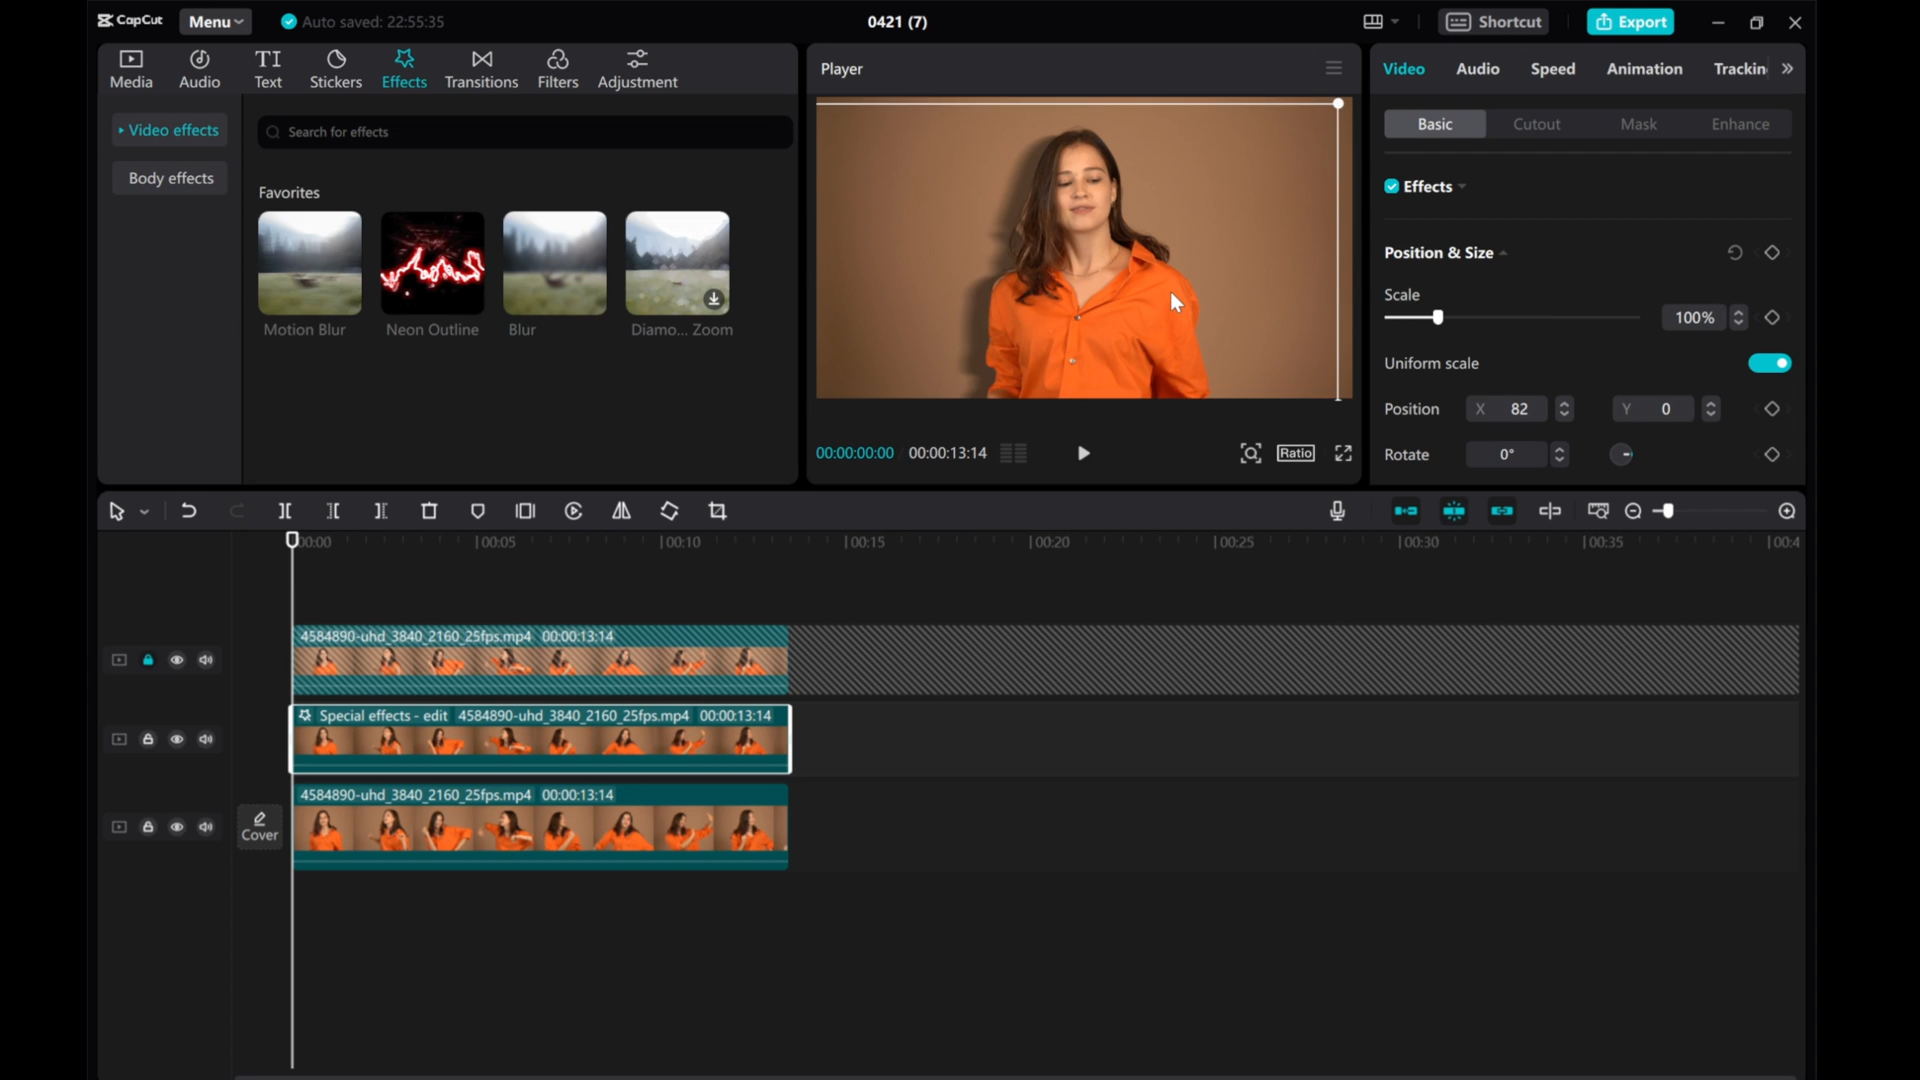 CapCut
Menu
Auto saved: 22:55:35
0421 (7)
Shortcut
Export
Media
Audio
Text
Stickers
Effects
Transitions
Filters
Adjustment
Player
Video
Audio
Speed
Animation
Trackin
Video effects
Body effects
Search for effects
Favorites
Motion Blur
Neon Outline
Blur
Diamo... Zoom
Basic
Cutout
Mask
Enhance
Effects
Position & Size
Scale
100%
Uniform scale
Position
X 82
Y 0
Rotate
0°
00:00:00:00
00:00:13:14
Ratio
00:00
00:05
00:10
00:15
00:20
00:25
00:30
00:35
00:4
4584890-uhd_3840_2160_25fps.mp4 00:00:13:14
Special effects - edit 4584890-uhd_3840_2160_25fps.mp4 00:00:13:14
4584890-uhd_3840_2160_25fps.mp4 00:00:13:14
Cover